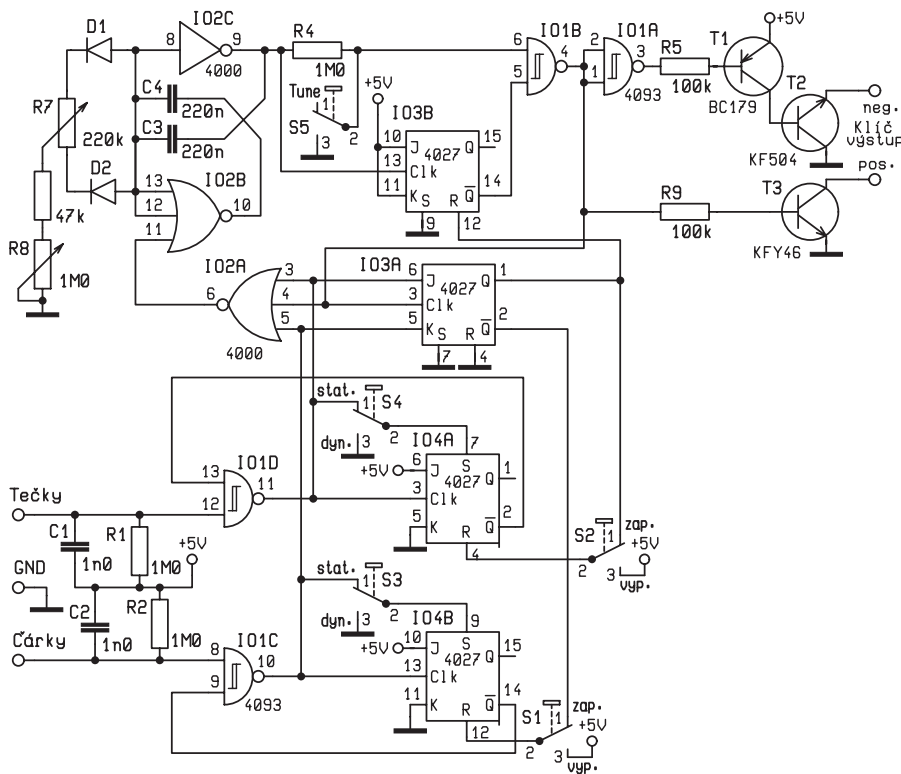 IO2C
D1
8
9
4000
C4
220n
C3
220n
R7
220k
D2
47k
R8
1M0
13
12
11
IO2B
10
R4
1M0
Tune
1
S5
3
2
+5V
IO3B
10
J
4027
Q
15
13
Clk
11
K
S
R
Q
14
9
12
6
5
IO1B
4
2
1
IO1A
3
4093
R5
100k
T1
BC179
+5V
T2
KF504
neg.
Klíč
výstup
pos.
R9
100k
T3
KFY46
IO2A
6
3
4
5
4000
IO3A
6
J
4027
Q
1
3
Clk
5
K
S
R
Q
2
7
4
stat.
1
S4
dyn.
3
2
IO4A
+5V
6
J
S
7
4027
Q
1
3
Clk
5
K
R
Q
2
4
IO1D
13
12
11
Tečky
C1
1n0
R1
1M0
+5V
GND
C2
1n0
R2
1M0
Čárky
IO1C
8
9
10
4093
stat.
1
S3
dyn.
3
2
IO4B
+5V
10
J
S
9
4027
Q
15
13
Clk
11
K
R
Q
14
12
S2
1
zap.
+5V
2
3
vyp.
S1
1
zap.
+5V
2
3
vyp.